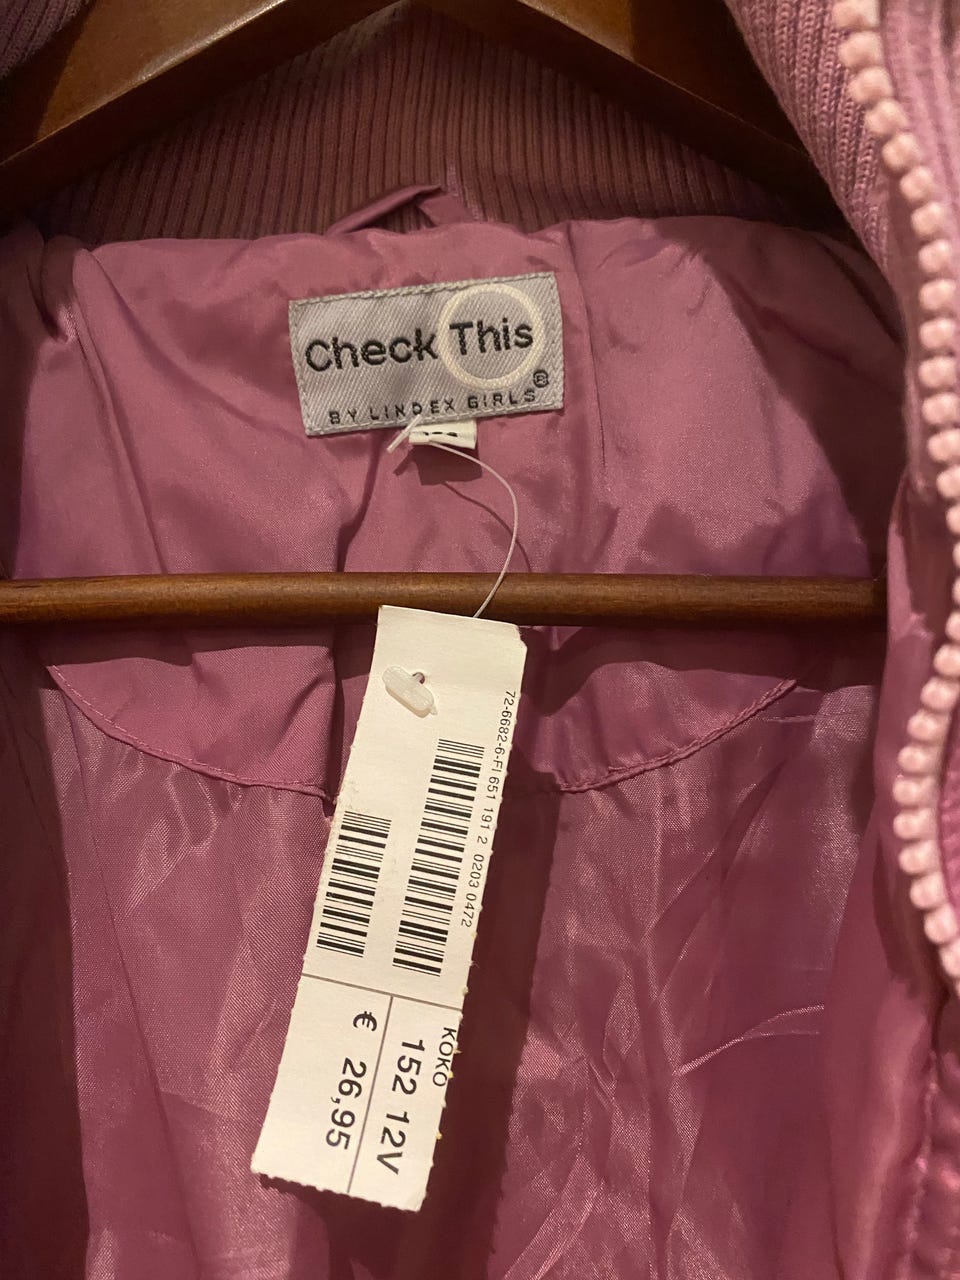 Check This
BY LINDEX GIRLS®
72-6682-6-FI 651 191 2 0203 0472
KOKO
152 12V
€ 26,95